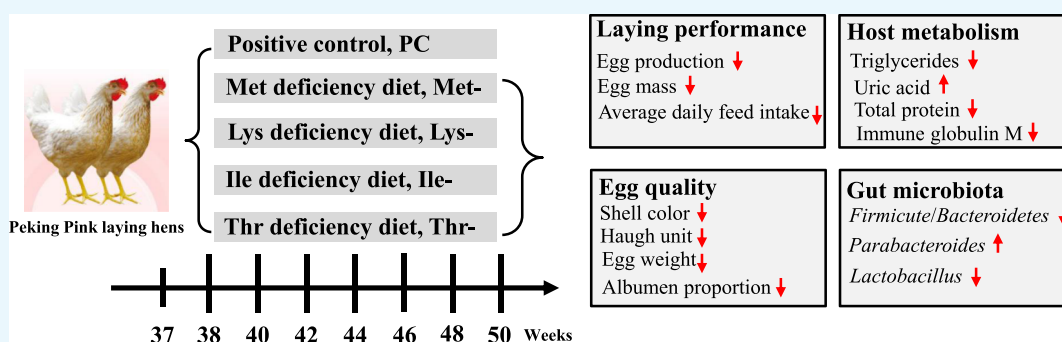 Positive control, PC
Met deficiency diet, Met-
Lys deficiency diet, Lys-
Ile deficiency diet, Ile-
Thr deficiency diet, Thr-
Peking Pink laying hens
37 38 40 42 44 46 48 50 Weeks
Laying performance
Egg production ↓
Egg mass ↓
Average daily feed intake ↓
Host metabolism
Triglycerides ↓
Uric acid ↑
Total protein ↓
Immune globulin M ↓
Egg quality
Shell color ↓
Haugh unit ↓
Egg weight ↓
Albumen proportion ↓
Gut microbiota
Firmicute/Bacteroidetes ↓
Parabacteroides ↑
Lactobacillus ↓